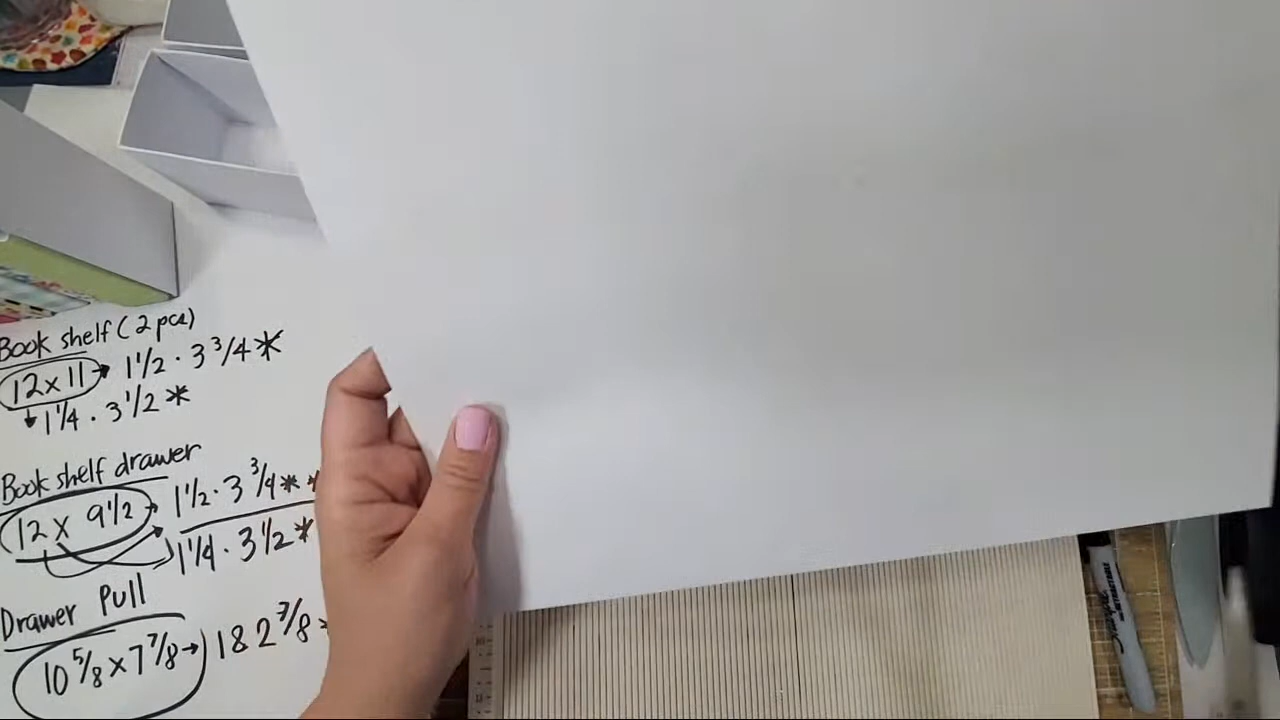 Book shelf (2 pcs)
12x11 → 1 1/2 · 3 3/4 *
↓ 1 1/4 · 3 1/2 *
Book shelf drawer
12 x 9 1/2 → 1 1/2 · 3 3/4 * *
1 1/4 · 3 1/2 *
Drawer Pull
10 5/8 x 7 7/8 → 1 & 2 3/8